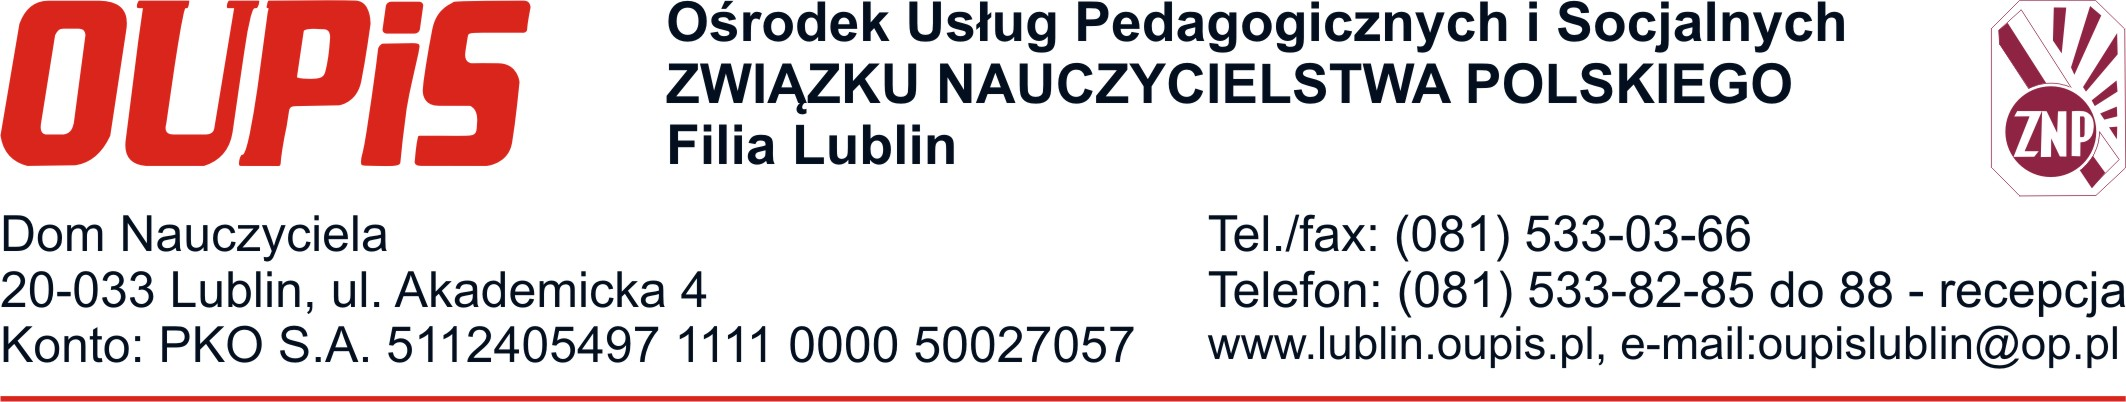 OUPiS
Ośrodek Usług Pedagogicznych i Socjalnych
ZWIĄZKU NAUCZYCIELSTWA POLSKIEGO
Filia Lublin
ZNP
Dom Nauczyciela
20-033 Lublin, ul. Akademicka 4
Konto: PKO S.A. 5112405497 1111 0000 50027057
Tel./fax: (081) 533-03-66
Telefon: (081) 533-82-85 do 88 - recepcja
www.lublin.oupis.pl, e-mail:oupislublin@op.pl